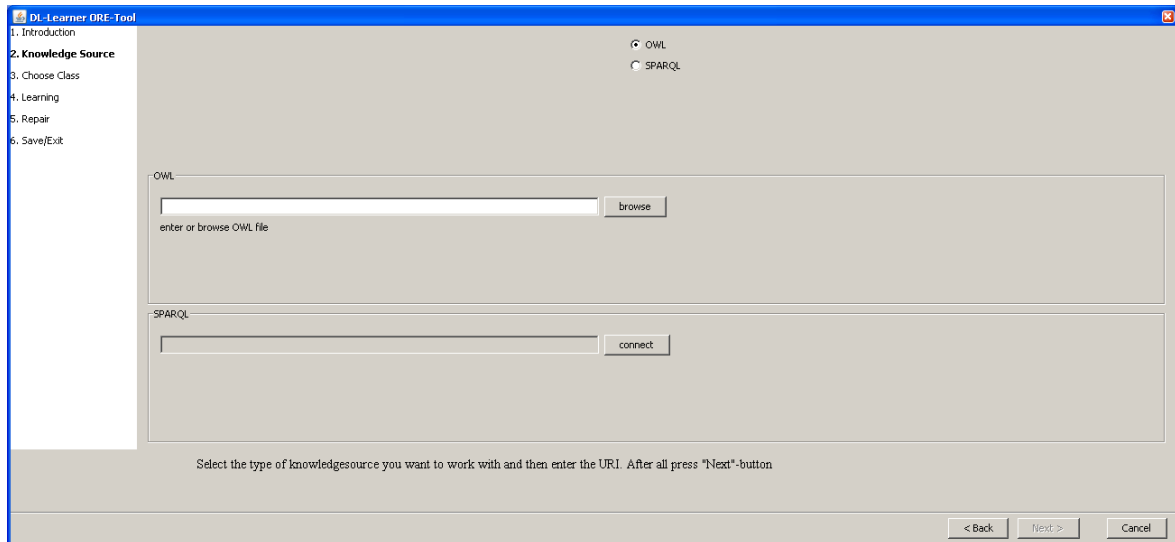 DL-Learner ORE-Tool
1. Introduction
2. Knowledge Source
3. Choose Class
4. Learning
5. Repair
6. Save/Exit
OWL
SPARQL
OWL
browse
enter or browse OWL file
SPARQL
connect
Select the type of knowledgesource you want to work with and then enter the URI. After all press "Next"-button
< Back Next > Cancel